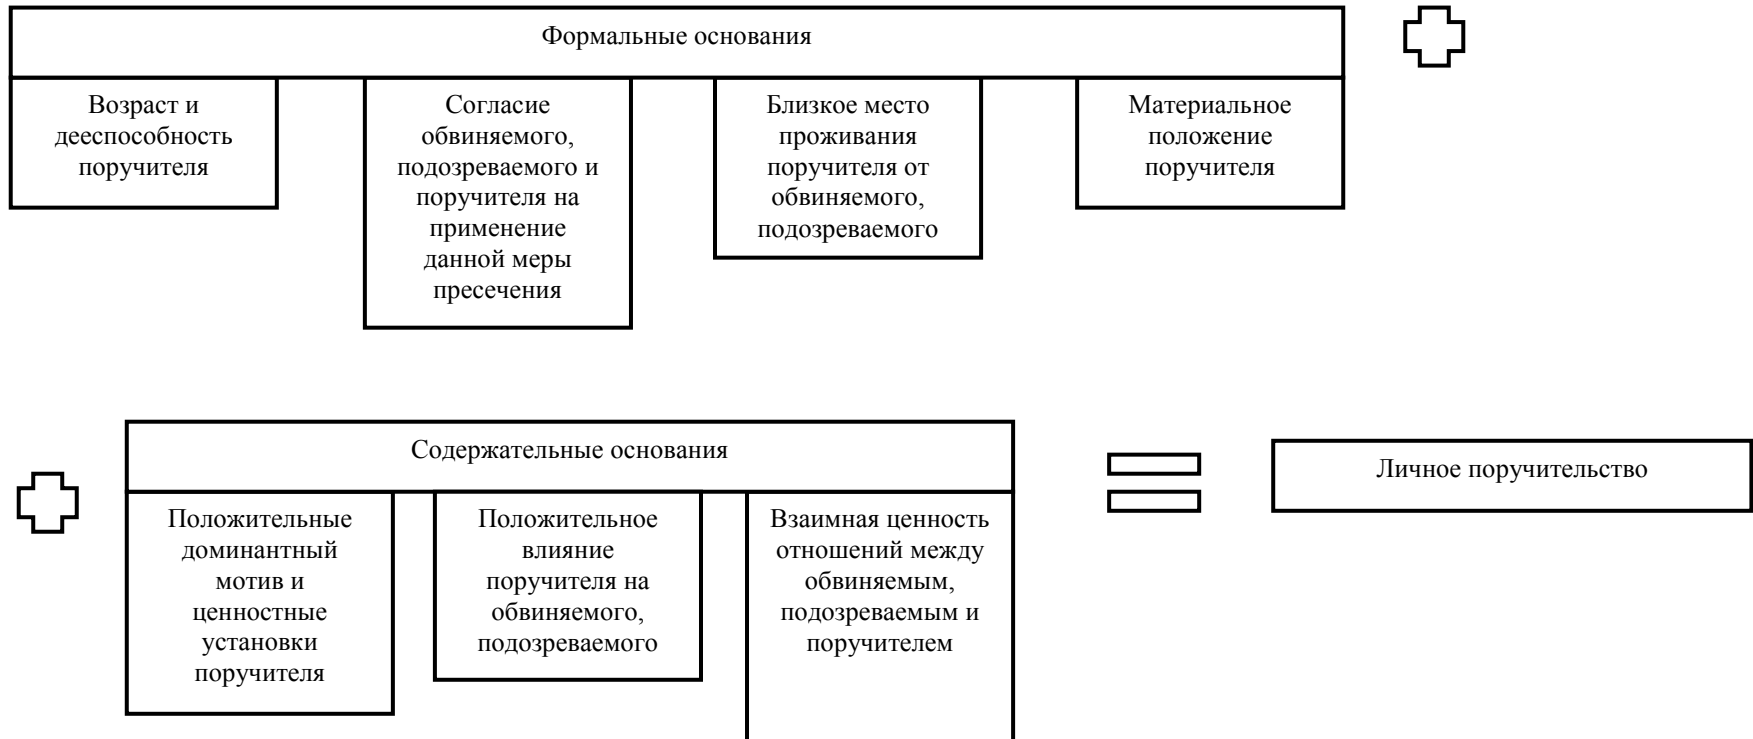 Формальные основания
Возраст и
дееспособность
поручителя
Согласие
обвиняемого,
подозреваемого и
поручителя на
применение
данной меры
пресечения
Близкое место
проживания
поручителя от
обвиняемого,
подозреваемого
Материальное
положение
поручителя
Содержательные основания
Положительные
доминантный
мотив и
ценностные
установки
поручителя
Положительное
влияние
поручителя на
обвиняемого,
подозреваемого
Взаимная ценность
отношений между
обвиняемым,
подозреваемым и
поручителем
Личное поручительство